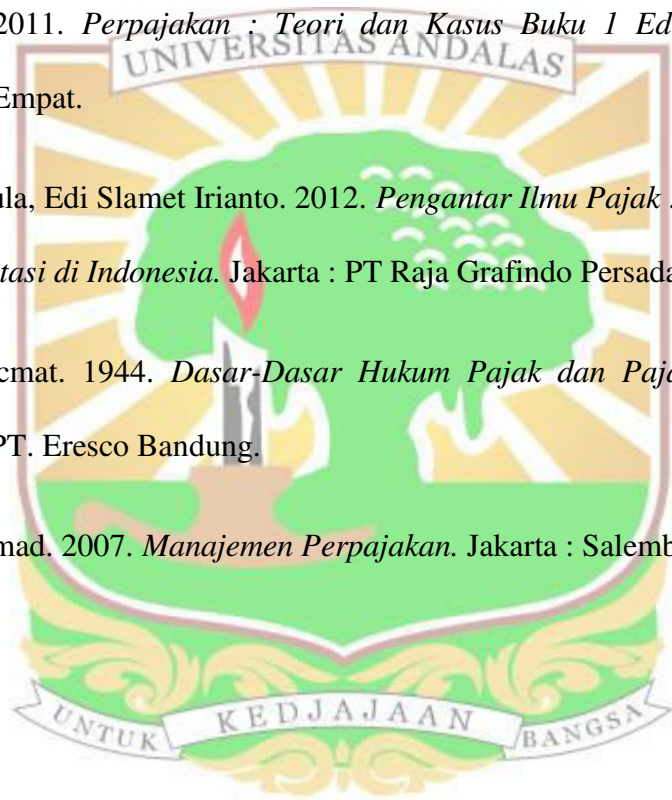 2011. Perpajakan : Teori dan Kasus Buku 1 Ed
UNIVERSITAS ANDALAS
Empat.
ula, Edi Slamet Irianto. 2012. Pengantar Ilmu Pajak :
tasi di Indonesia. Jakarta : PT Raja Grafindo Persada
cmat. 1944. Dasar-Dasar Hukum Pajak dan Paja
PT. Eresco Bandung.
mad. 2007. Manajemen Perpajakan. Jakarta : Salemb
UNTUK KEDJAJAAN BANGSA